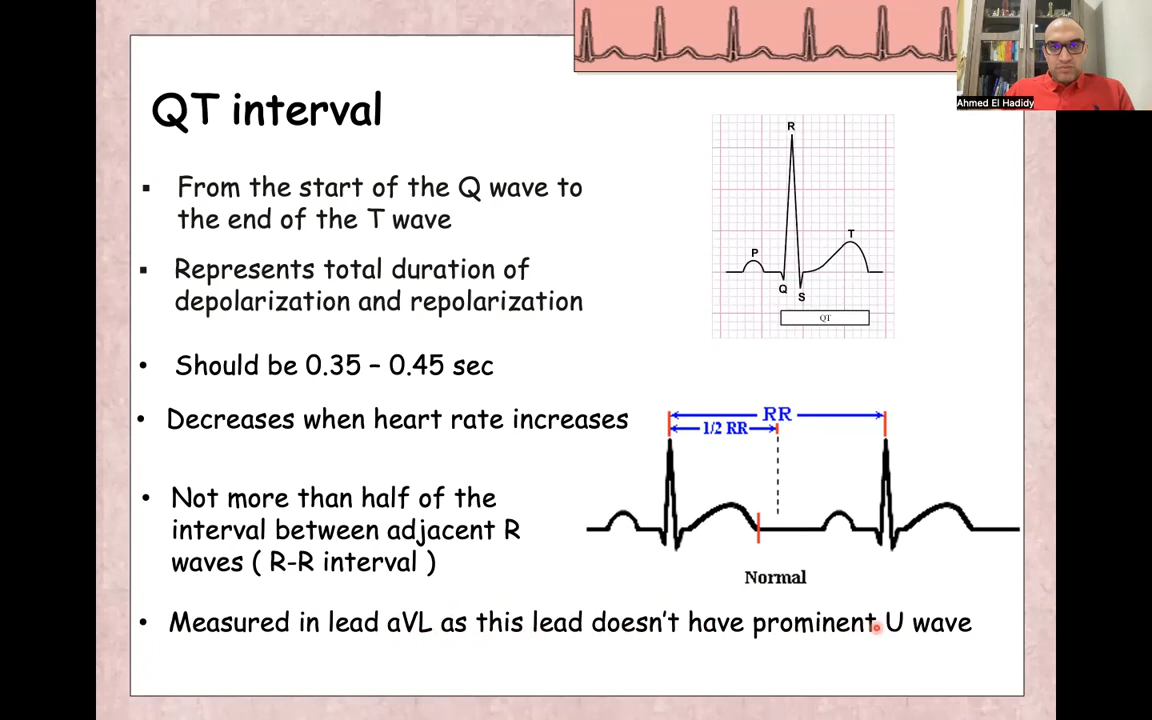 Ahmed El Hadidy
QT interval
▪ From the start of the Q wave to
the end of the T wave
▪ Represents total duration of
depolarization and repolarization
• Should be 0.35 – 0.45 sec
• Decreases when heart rate increases
• Not more than half of the
interval between adjacent R
waves ( R-R interval )
• Measured in lead aVL as this lead doesn't have prominent U wave
R
T
P
Q
S
QT
RR
1/2 RR
Normal